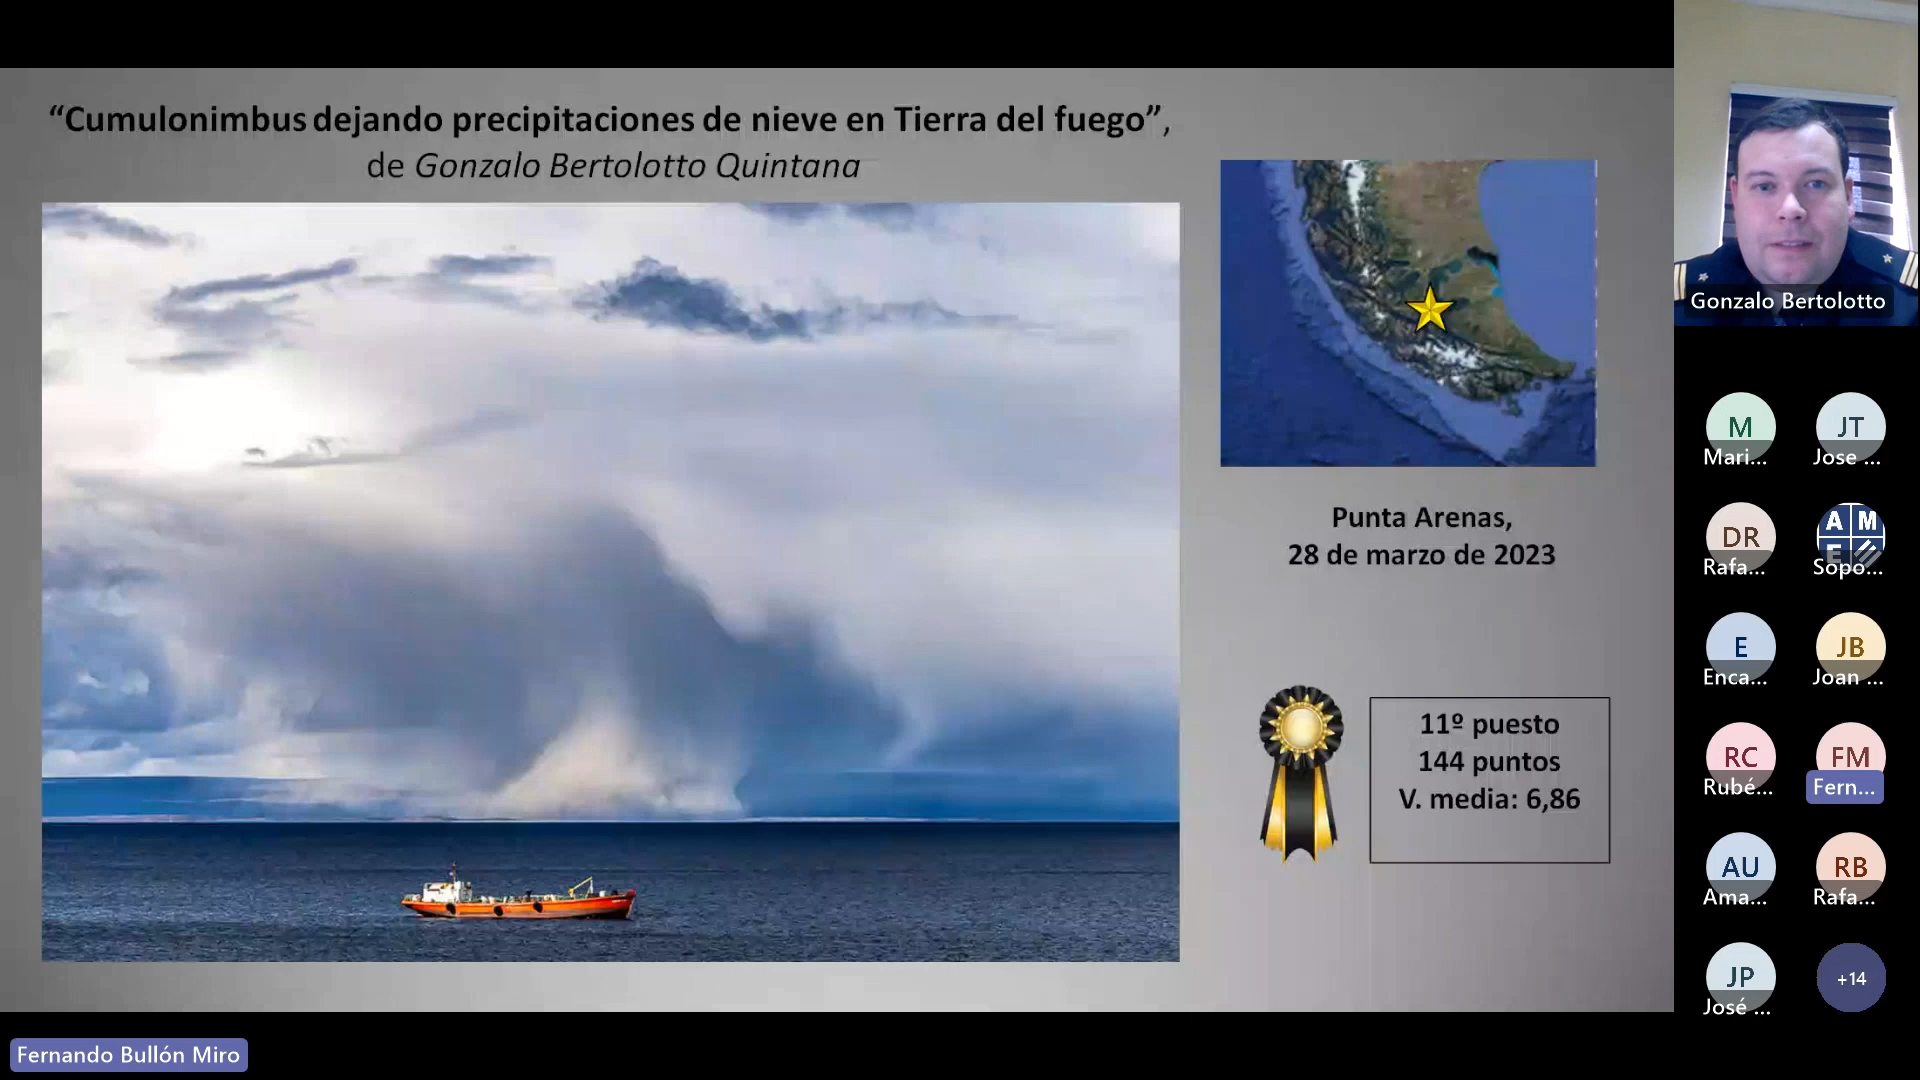 “Cumulonimbus dejando precipitaciones de nieve en Tierra del fuego”,
de Gonzalo Bertolotto Quintana
Punta Arenas,
28 de marzo de 2023
11º puesto
144 puntos
V. media: 6,86
Gonzalo Bertolotto
M
Mari...
JT
Jose ...
DR
Rafa...
A M E
Sopo...
E
Enca...
JB
Joan ...
RC
Rubé...
FM
Fern...
AU
Ama...
RB
Rafa...
JP
José ...
+14
Fernando Bullón Miro